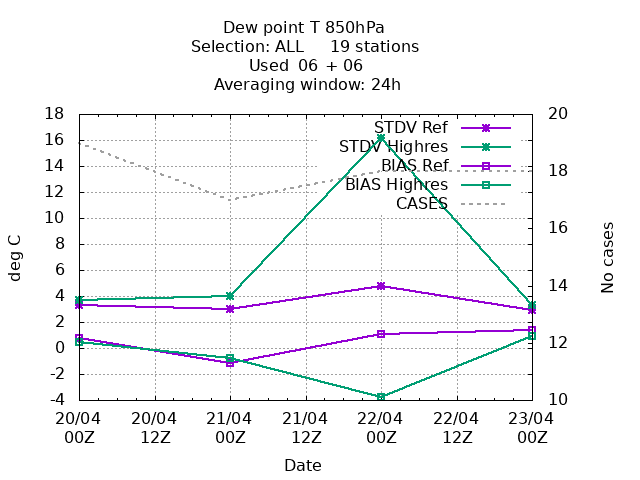 Dew point T 850hPa
Selection: ALL     19 stations
Used  06 + 06
Averaging window: 24h
18
16
14
12
10
8
6
4
2
0
-2
-4
deg C
20
18
16
14
12
10
No cases
STDV Ref
STDV Highres
BIAS Ref
BIAS Highres
CASES
20/04 20/04 21/04 21/04 22/04 22/04 23/04
00Z 12Z 00Z 12Z 00Z 12Z 00Z
Date